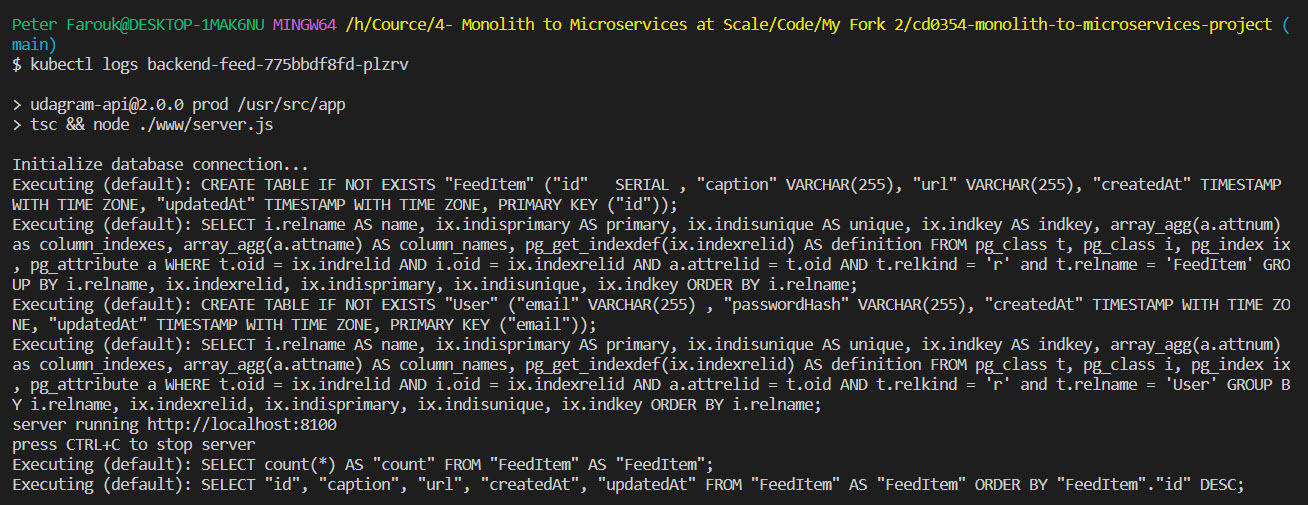 Peter Farouk@DESKTOP-1MAK6NU MINGW64 /h/Cource/4- Monolith to Microservices at Scale/Code/My Fork 2/cd0354-monolith-to-microservices-project (
main)
$ kubectl logs backend-feed-775bbdf8fd-plzrv
> udagram-api@2.0.0 prod /usr/src/app
> tsc && node ./www/server.js
Initialize database connection...
Executing (default): CREATE TABLE IF NOT EXISTS "FeedItem" ("id"   SERIAL , "caption" VARCHAR(255), "url" VARCHAR(255), "createdAt" TIMESTAMP
WITH TIME ZONE, "updatedAt" TIMESTAMP WITH TIME ZONE, PRIMARY KEY ("id"));
Executing (default): SELECT i.relname AS name, ix.indisprimary AS primary, ix.indisunique AS unique, ix.indkey AS indkey, array_agg(a.attnum)
as column_indexes, array_agg(a.attname) AS column_names, pg_get_indexdef(ix.indexrelid) AS definition FROM pg_class t, pg_class i, pg_index ix
, pg_attribute a WHERE t.oid = ix.indrelid AND i.oid = ix.indexrelid AND a.attrelid = t.oid AND t.relkind = 'r' and t.relname = 'FeedItem' GRO
UP BY i.relname, ix.indexrelid, ix.indisprimary, ix.indisunique, ix.indkey ORDER BY i.relname;
Executing (default): CREATE TABLE IF NOT EXISTS "User" ("email" VARCHAR(255) , "passwordHash" VARCHAR(255), "createdAt" TIMESTAMP WITH TIME ZO
NE, "updatedAt" TIMESTAMP WITH TIME ZONE, PRIMARY KEY ("email"));
Executing (default): SELECT i.relname AS name, ix.indisprimary AS primary, ix.indisunique AS unique, ix.indkey AS indkey, array_agg(a.attnum)
as column_indexes, array_agg(a.attname) AS column_names, pg_get_indexdef(ix.indexrelid) AS definition FROM pg_class t, pg_class i, pg_index ix
, pg_attribute a WHERE t.oid = ix.indrelid AND i.oid = ix.indexrelid AND a.attrelid = t.oid AND t.relkind = 'r' and t.relname = 'User' GROUP B
Y i.relname, ix.indexrelid, ix.indisprimary, ix.indisunique, ix.indkey ORDER BY i.relname;
server running http://localhost:8100
press CTRL+C to stop server
Executing (default): SELECT count(*) AS "count" FROM "FeedItem" AS "FeedItem";
Executing (default): SELECT "id", "caption", "url", "createdAt", "updatedAt" FROM "FeedItem" AS "FeedItem" ORDER BY "FeedItem"."id" DESC;